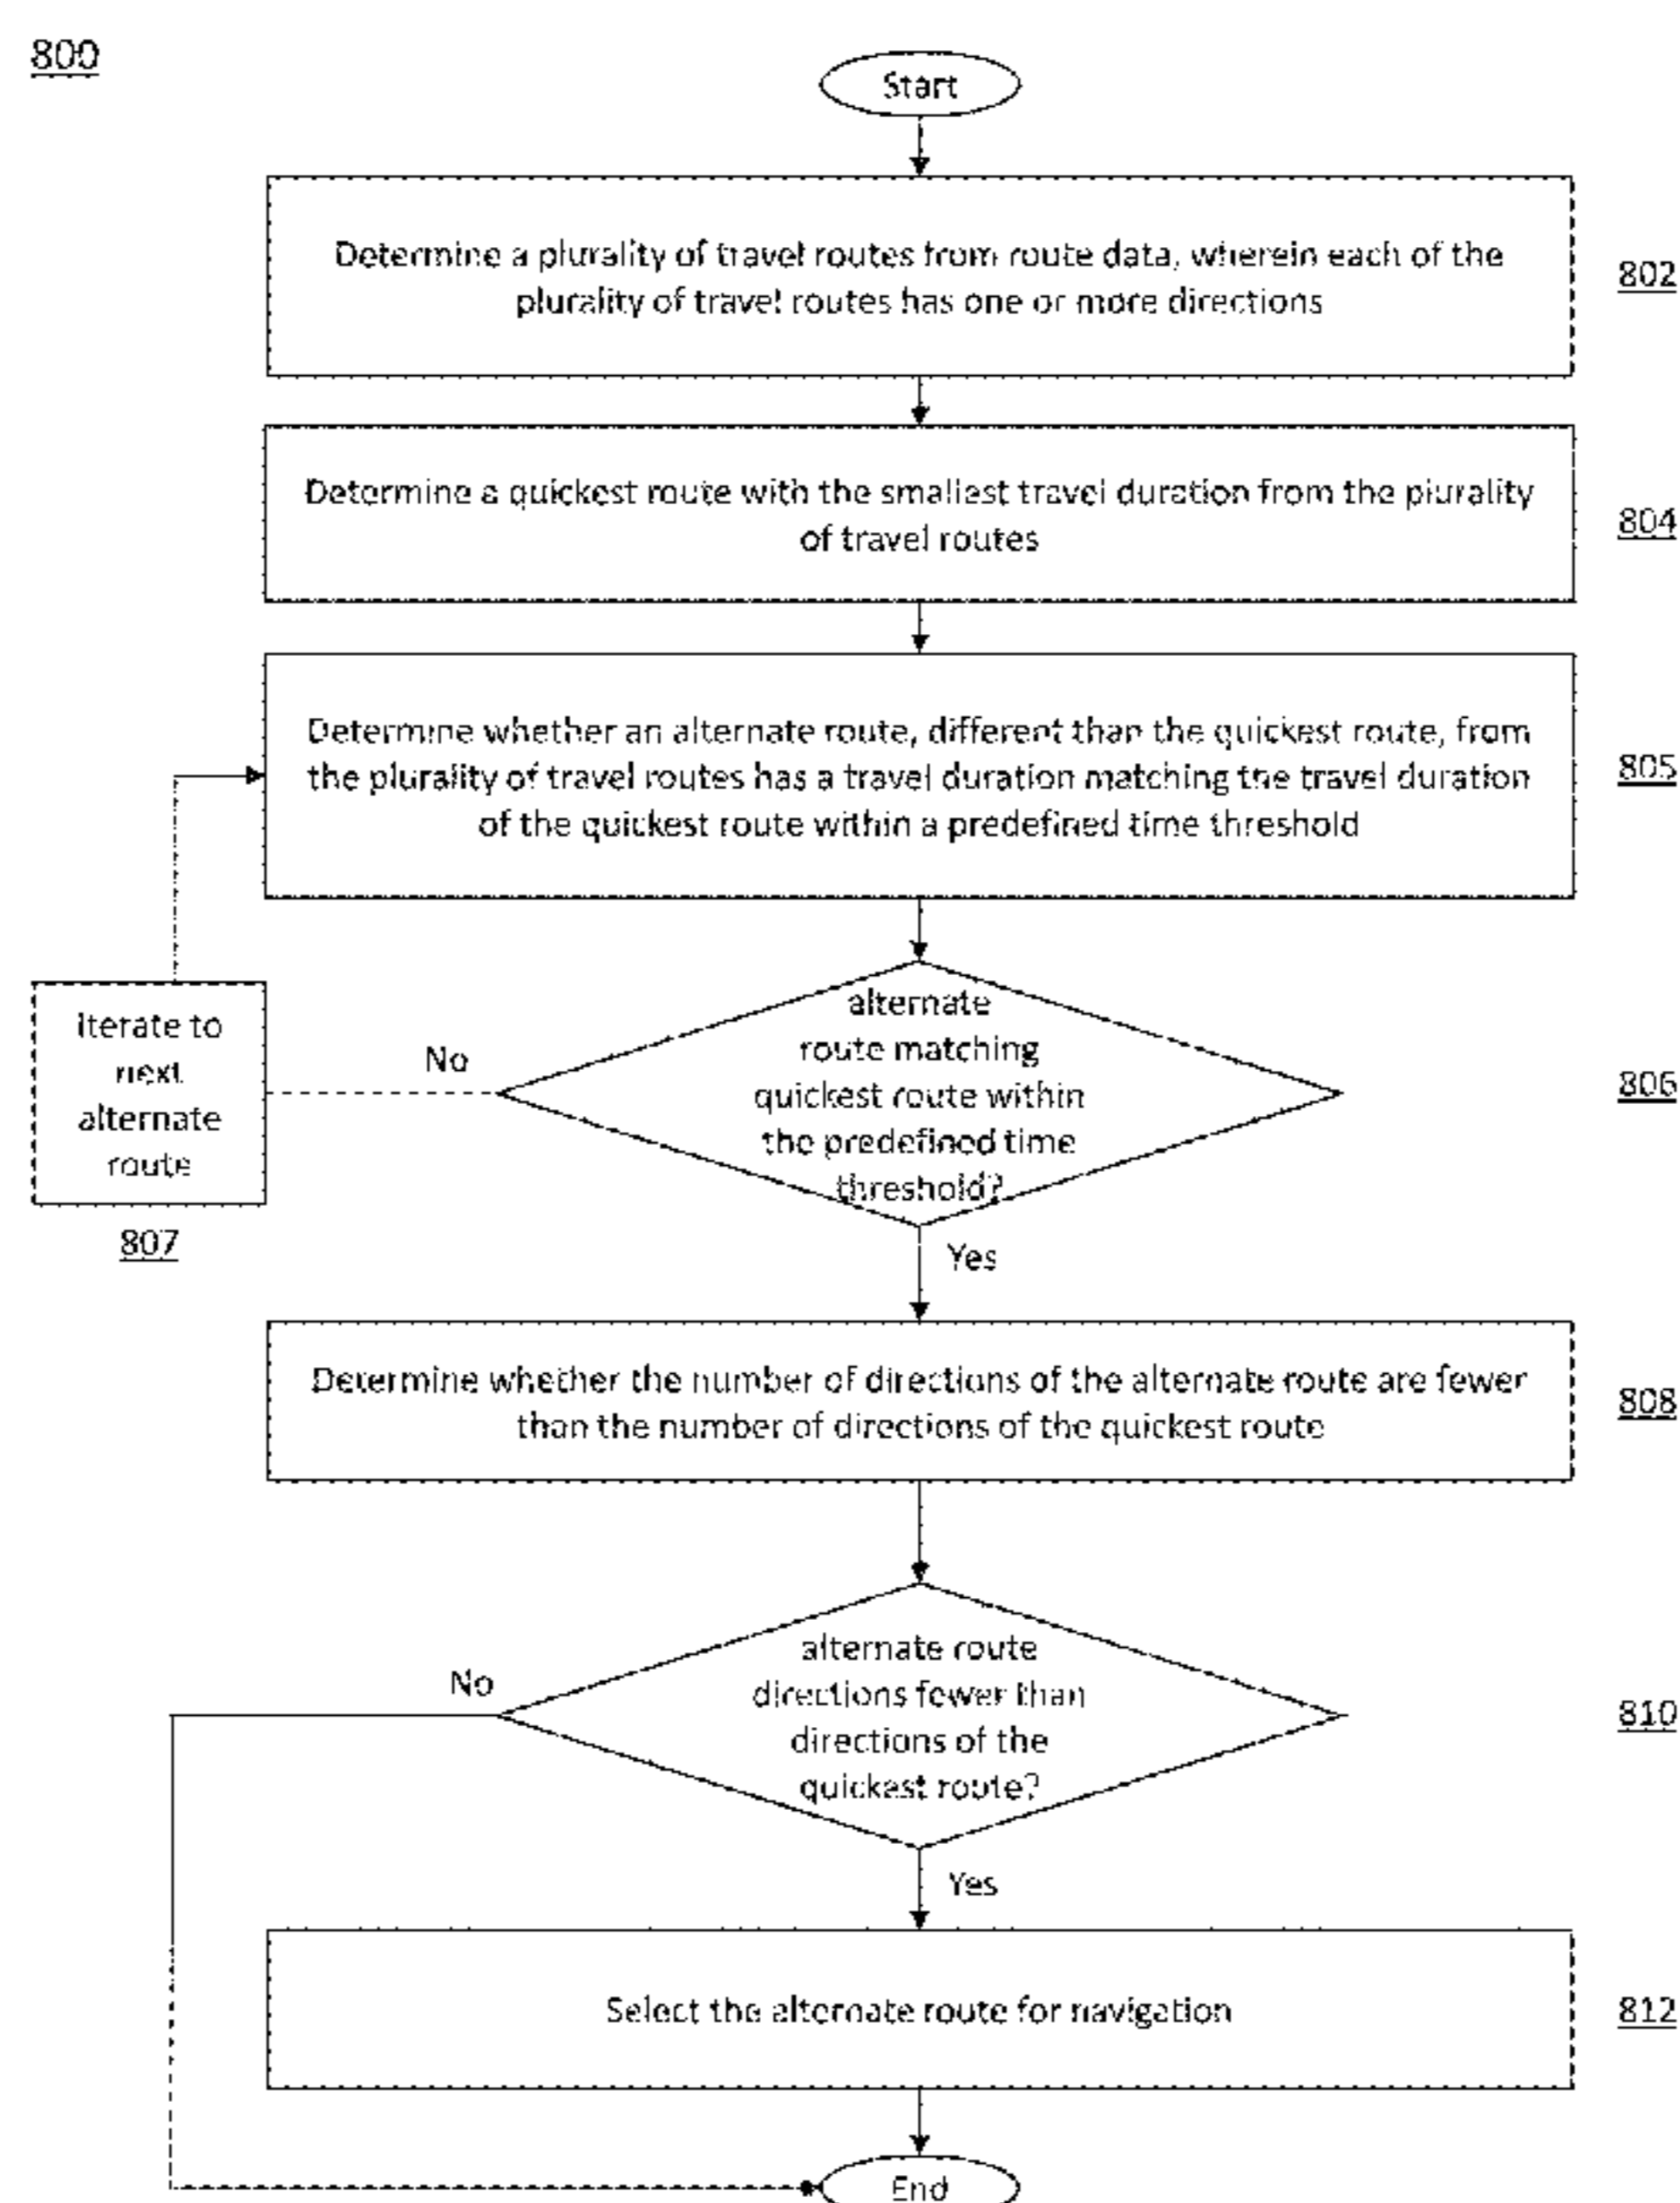 800
Start
Determine a plurality of travel routes from route data, wherein each of the
plurality of travel routes has one or more directions
802
Determine a quickest route with the smallest travel duration from the plurality
of travel routes
804
Determine whether an alternate route, different than the quickest route, from
the plurality of travel routes has a travel duration matching the travel duration
of the quickest route within a predefined time threshold
805
alternate
route matching
quickest route within
the predefined time
threshold?
806
No
Iterate to
next
alternate
route
807
Yes
Determine whether the number of directions of the alternate route are fewer
than the number of directions of the quickest route
808
alternate route
directions fewer than
directions of the
quickest route?
810
No
Yes
Select the alternate route for navigation
812
End